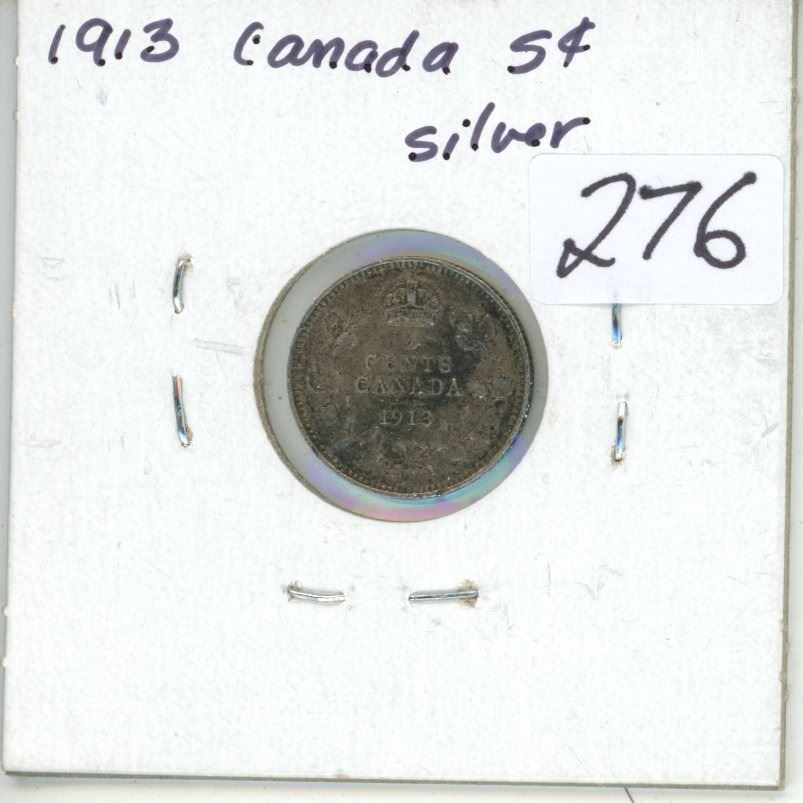 1913 Canada 5¢
silver
276
CENTS
CANADA
1913